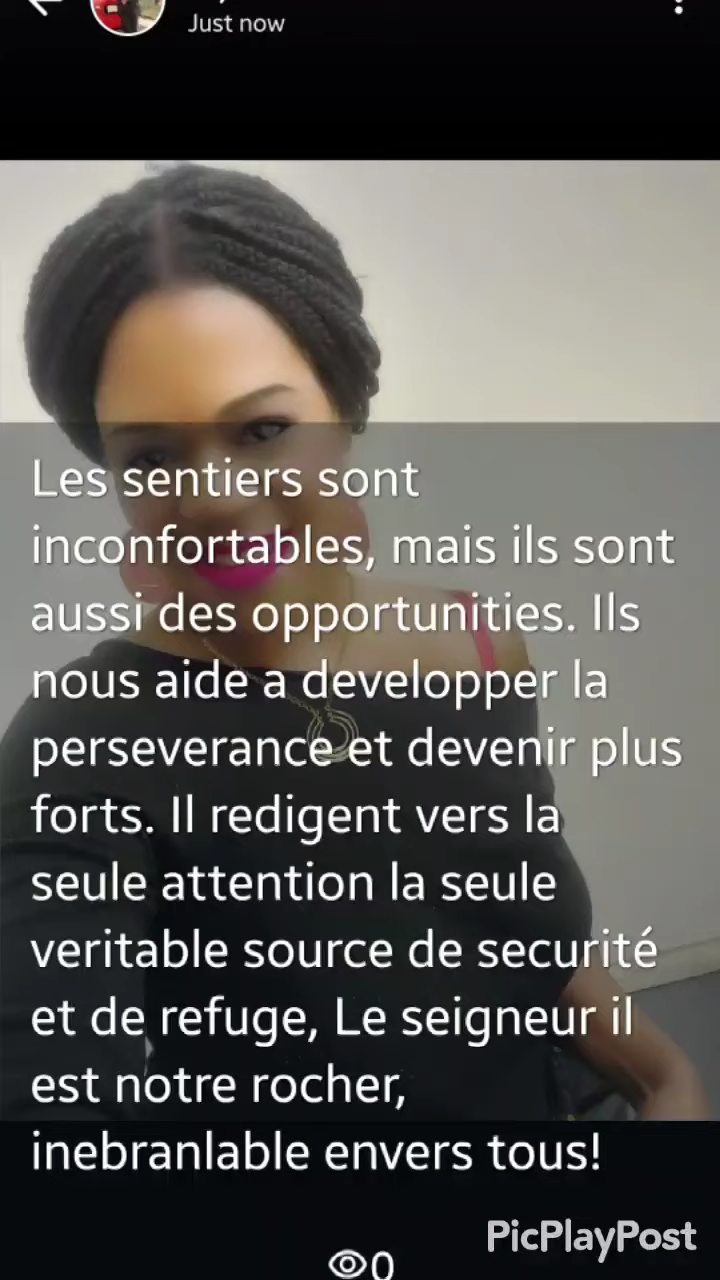 Just now
Les sentiers sont
inconfortables, mais ils sont
aussi des opportunities. Ils
nous aide a developper la
perseverance et devenir plus
forts. Il redigent vers la
seule attention la seule
veritable source de securité
et de refuge, Le seigneur il
est notre rocher,
inebranlable envers tous!
PicPlayPost
0